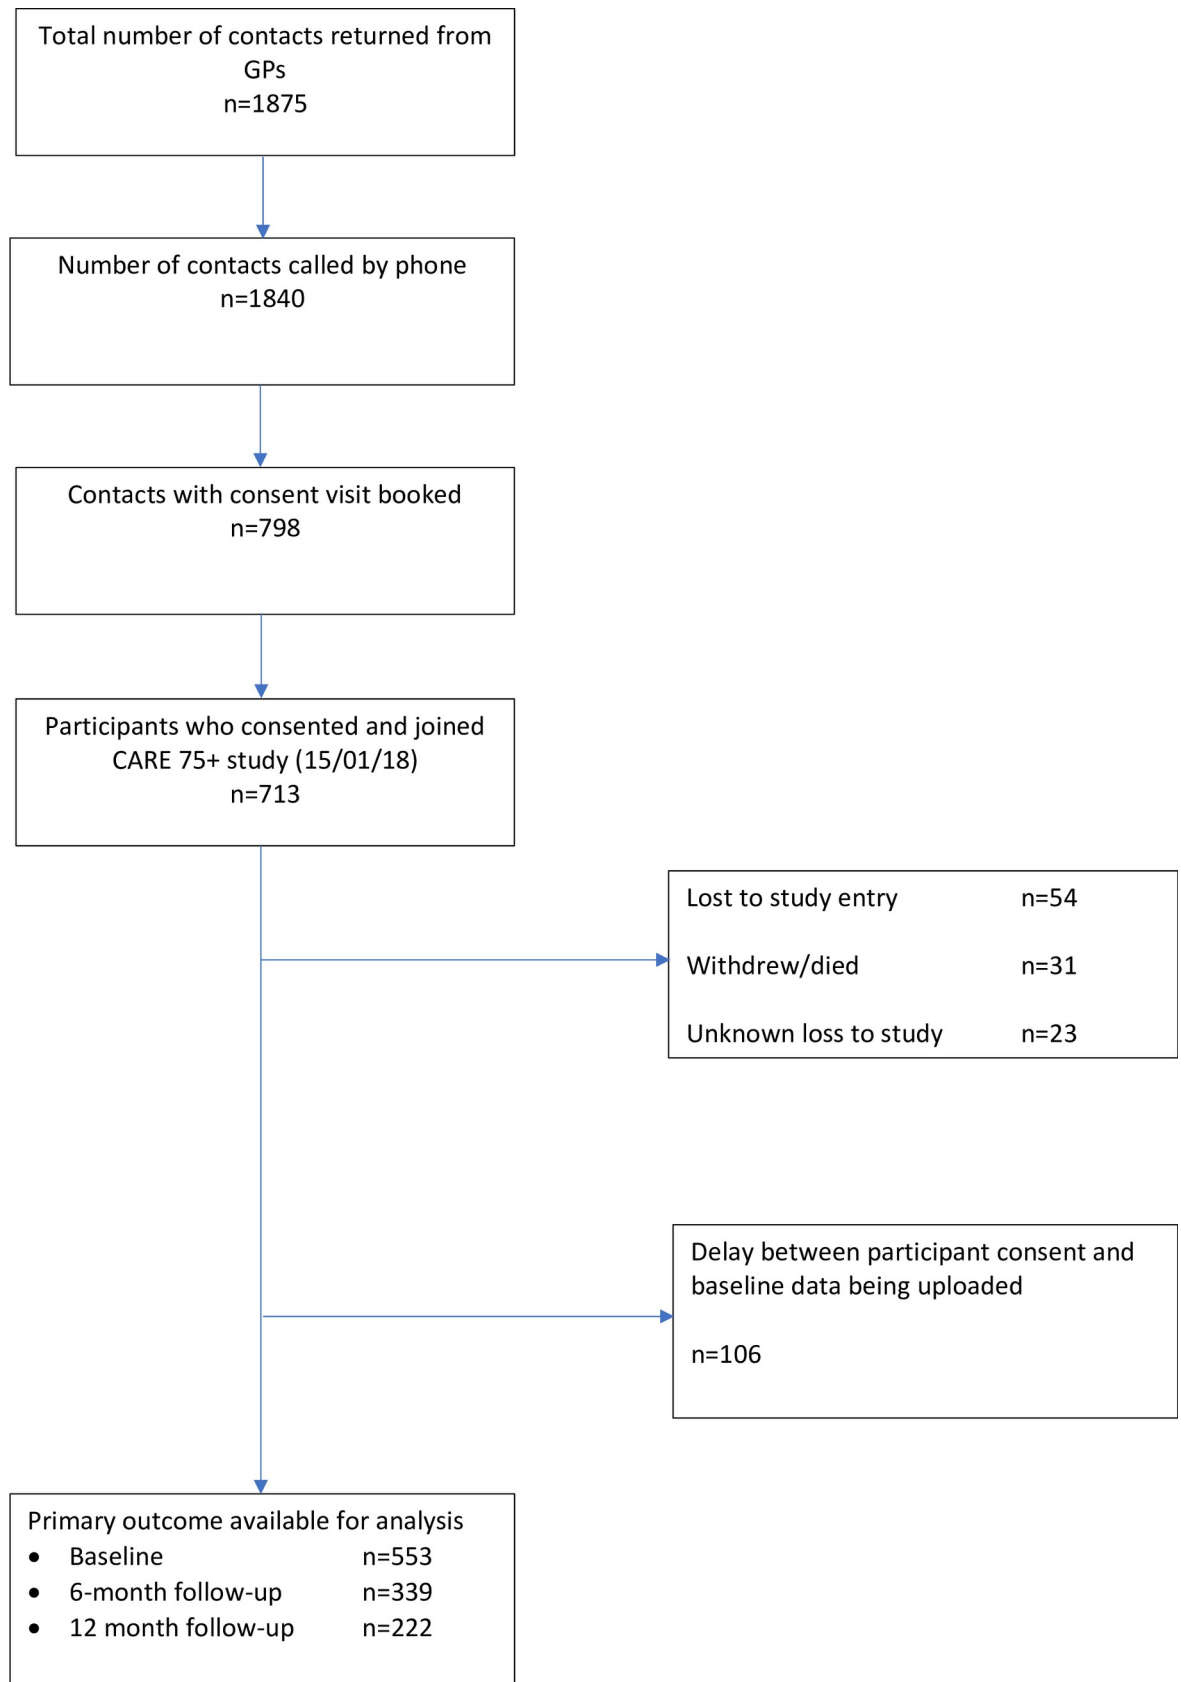 Total number of contacts returned from
GPs
n=1875
Number of contacts called by phone
n=1840
Contacts with consent visit booked
n=798
Participants who consented and joined
CARE 75+ study (15/01/18)
n=713
Lost to study entry n=54
Withdrew/died n=31
Unknown loss to study n=23
Delay between participant consent and
baseline data being uploaded
n=106
Primary outcome available for analysis
• Baseline n=553
• 6-month follow-up n=339
• 12 month follow-up n=222